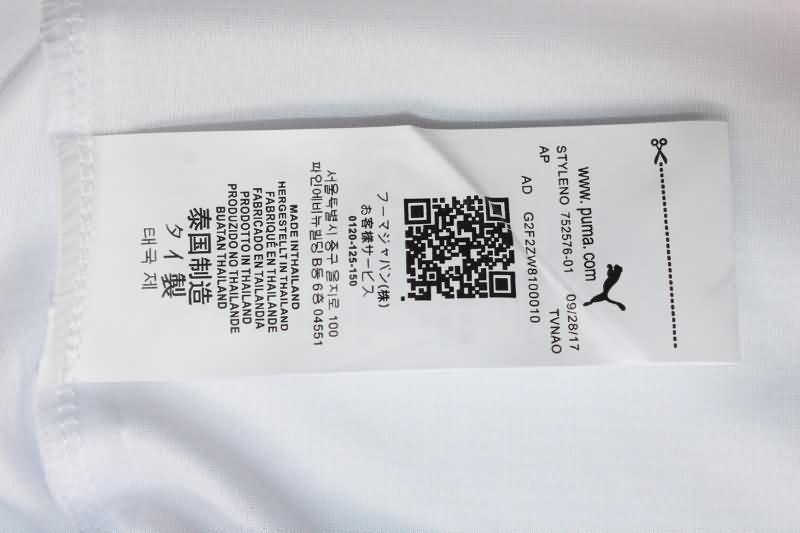 www. puma. com
STYLENO 752576-01 09/28/17
AP TVNAO
AD G2F2ZW8100010
プーマジャパン(株)
お客様サービス
0120-125-150
서울특별시 중구 을지로 100
파인에비뉴빌딩 B동 6층 04551
MADE IN THAILAND
HERGESTELLT IN THAILAND
FABRIQUÉ EN THAÏLANDE
FABRICADO EN TAILANDIA
PRODOTTO IN THAILAND
PRODUZIDO NO THAILANDE
BUATAN THAILAND
泰国制造
タイ製
태국 제